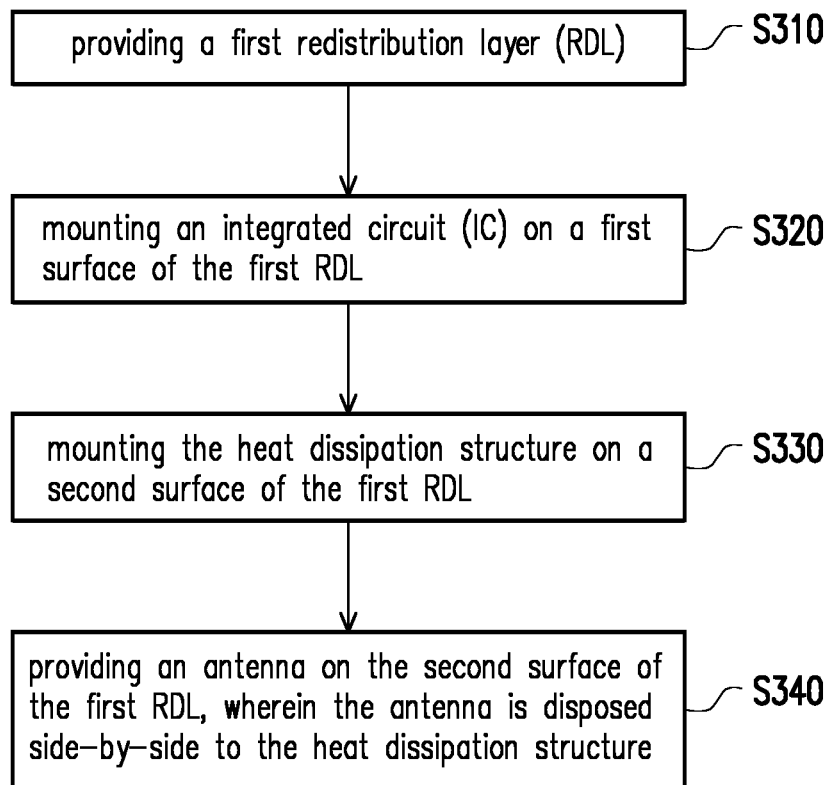 providing a first redistribution layer (RDL)
S310
mounting an integrated circuit (IC) on a first
surface of the first RDL
S320
mounting the heat dissipation structure on a
second surface of the first RDL
S330
providing an antenna on the second surface of
the first RDL, wherein the antenna is disposed
side-by-side to the heat dissipation structure
S340